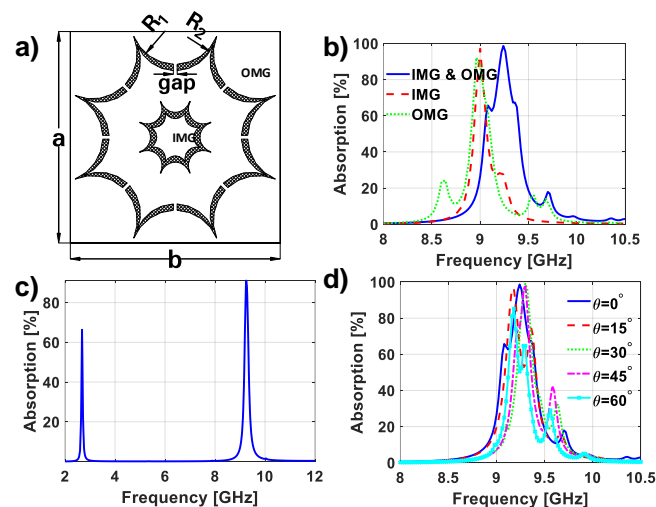 a)
R1
R2
OMG
gap
IMG
a
b
b)
Absorption [%]
100
80
60
40
20
0
IMG & OMG
IMG
OMG
8 8.5 9 9.5 10 10.5
Frequency [GHz]
c)
Absorption [%]
80
60
40
20
2 4 6 8 10 12
Frequency [GHz]
d)
Absorption [%]
100
80
60
40
20
0
θ=0°
θ=15°
θ=30°
θ=45°
θ=60°
8 8.5 9 9.5 10 10.5
Frequency [GHz]